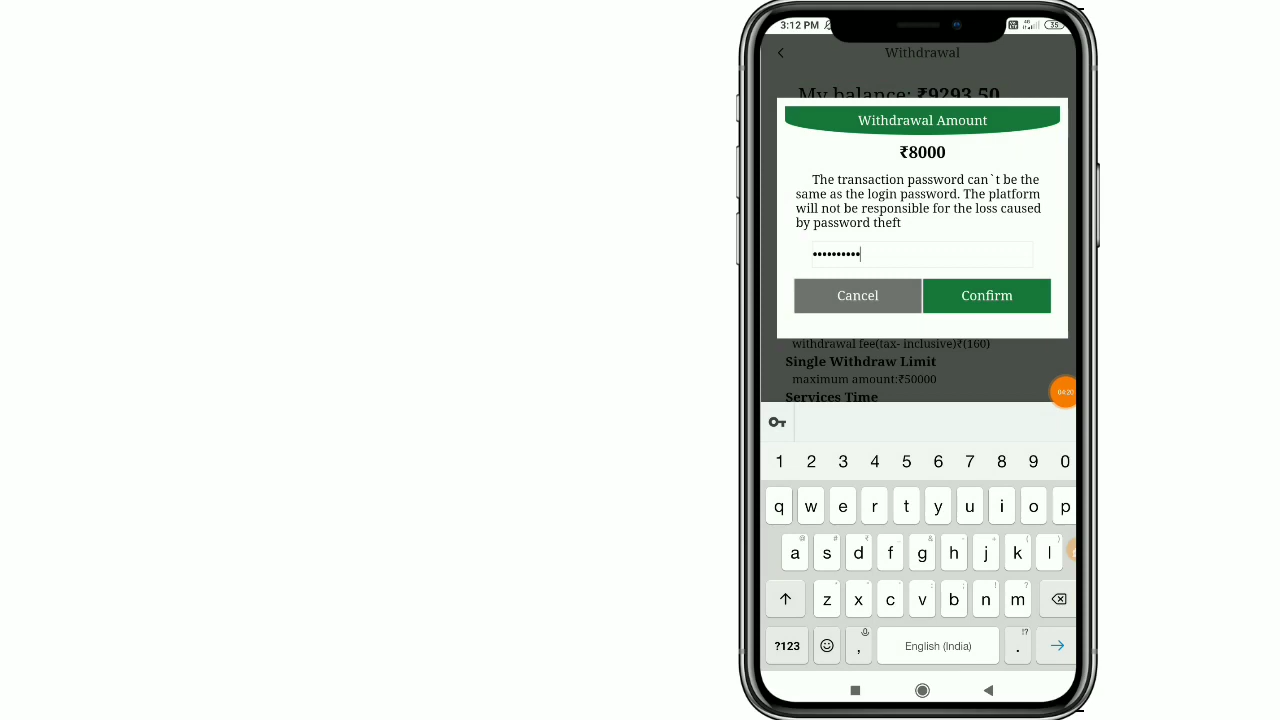 3:12 PM
35
Withdrawal
My balance: ₹9293.50
Withdrawal Amount
₹8000
The transaction password can`t be the
same as the login password. The platform
will not be responsible for the loss caused
by password theft
••••••••••
Cancel
Confirm
withdrawal fee(tax- inclusive)₹(160)
Single Withdraw Limit
maximum amount:₹50000
Services Time
04:20
1 2 3 4 5 6 7 8 9 0
q w e r t y u i o p
a s d f g h j k l
z x c v b n m
?123 , English (India) .